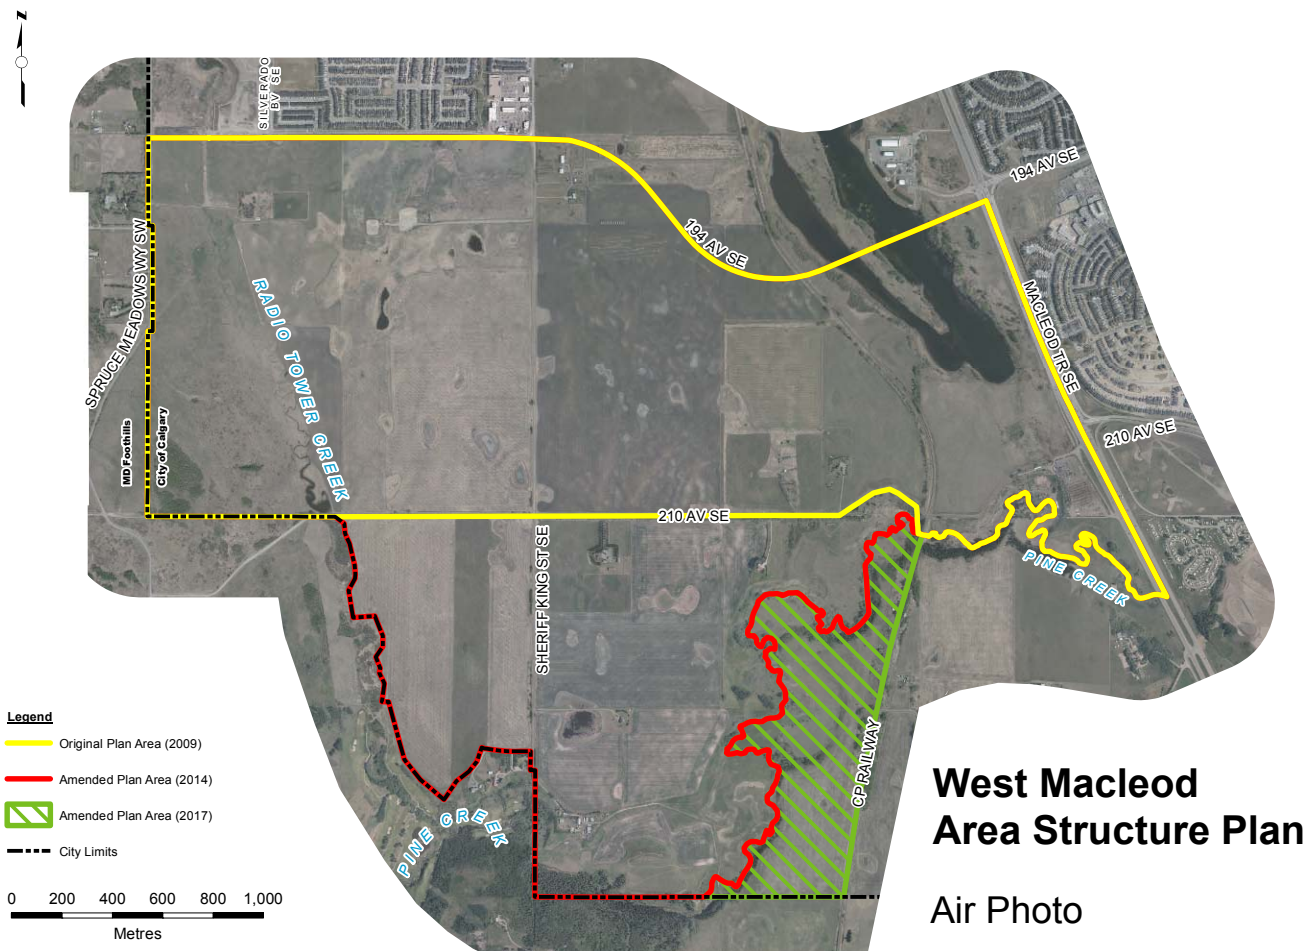 z
SILVERADO
BV SE
194 AV SE
194 AV SE
SPRUCE MEADOWS WY SW
RADIO TOWER CREEK
MACLEOD TR SE
MD Foothills
City of Calgary
210 AV SE
210 AV SE
SHERIFF KING ST SE
PINE CREEK
CP RAILWAY
PINE CREEK
Legend
Original Plan Area (2009)
Amended Plan Area (2014)
Amended Plan Area (2017)
City Limits
0 200 400 600 800 1,000
Metres
West Macleod
Area Structure Plan
Air Photo